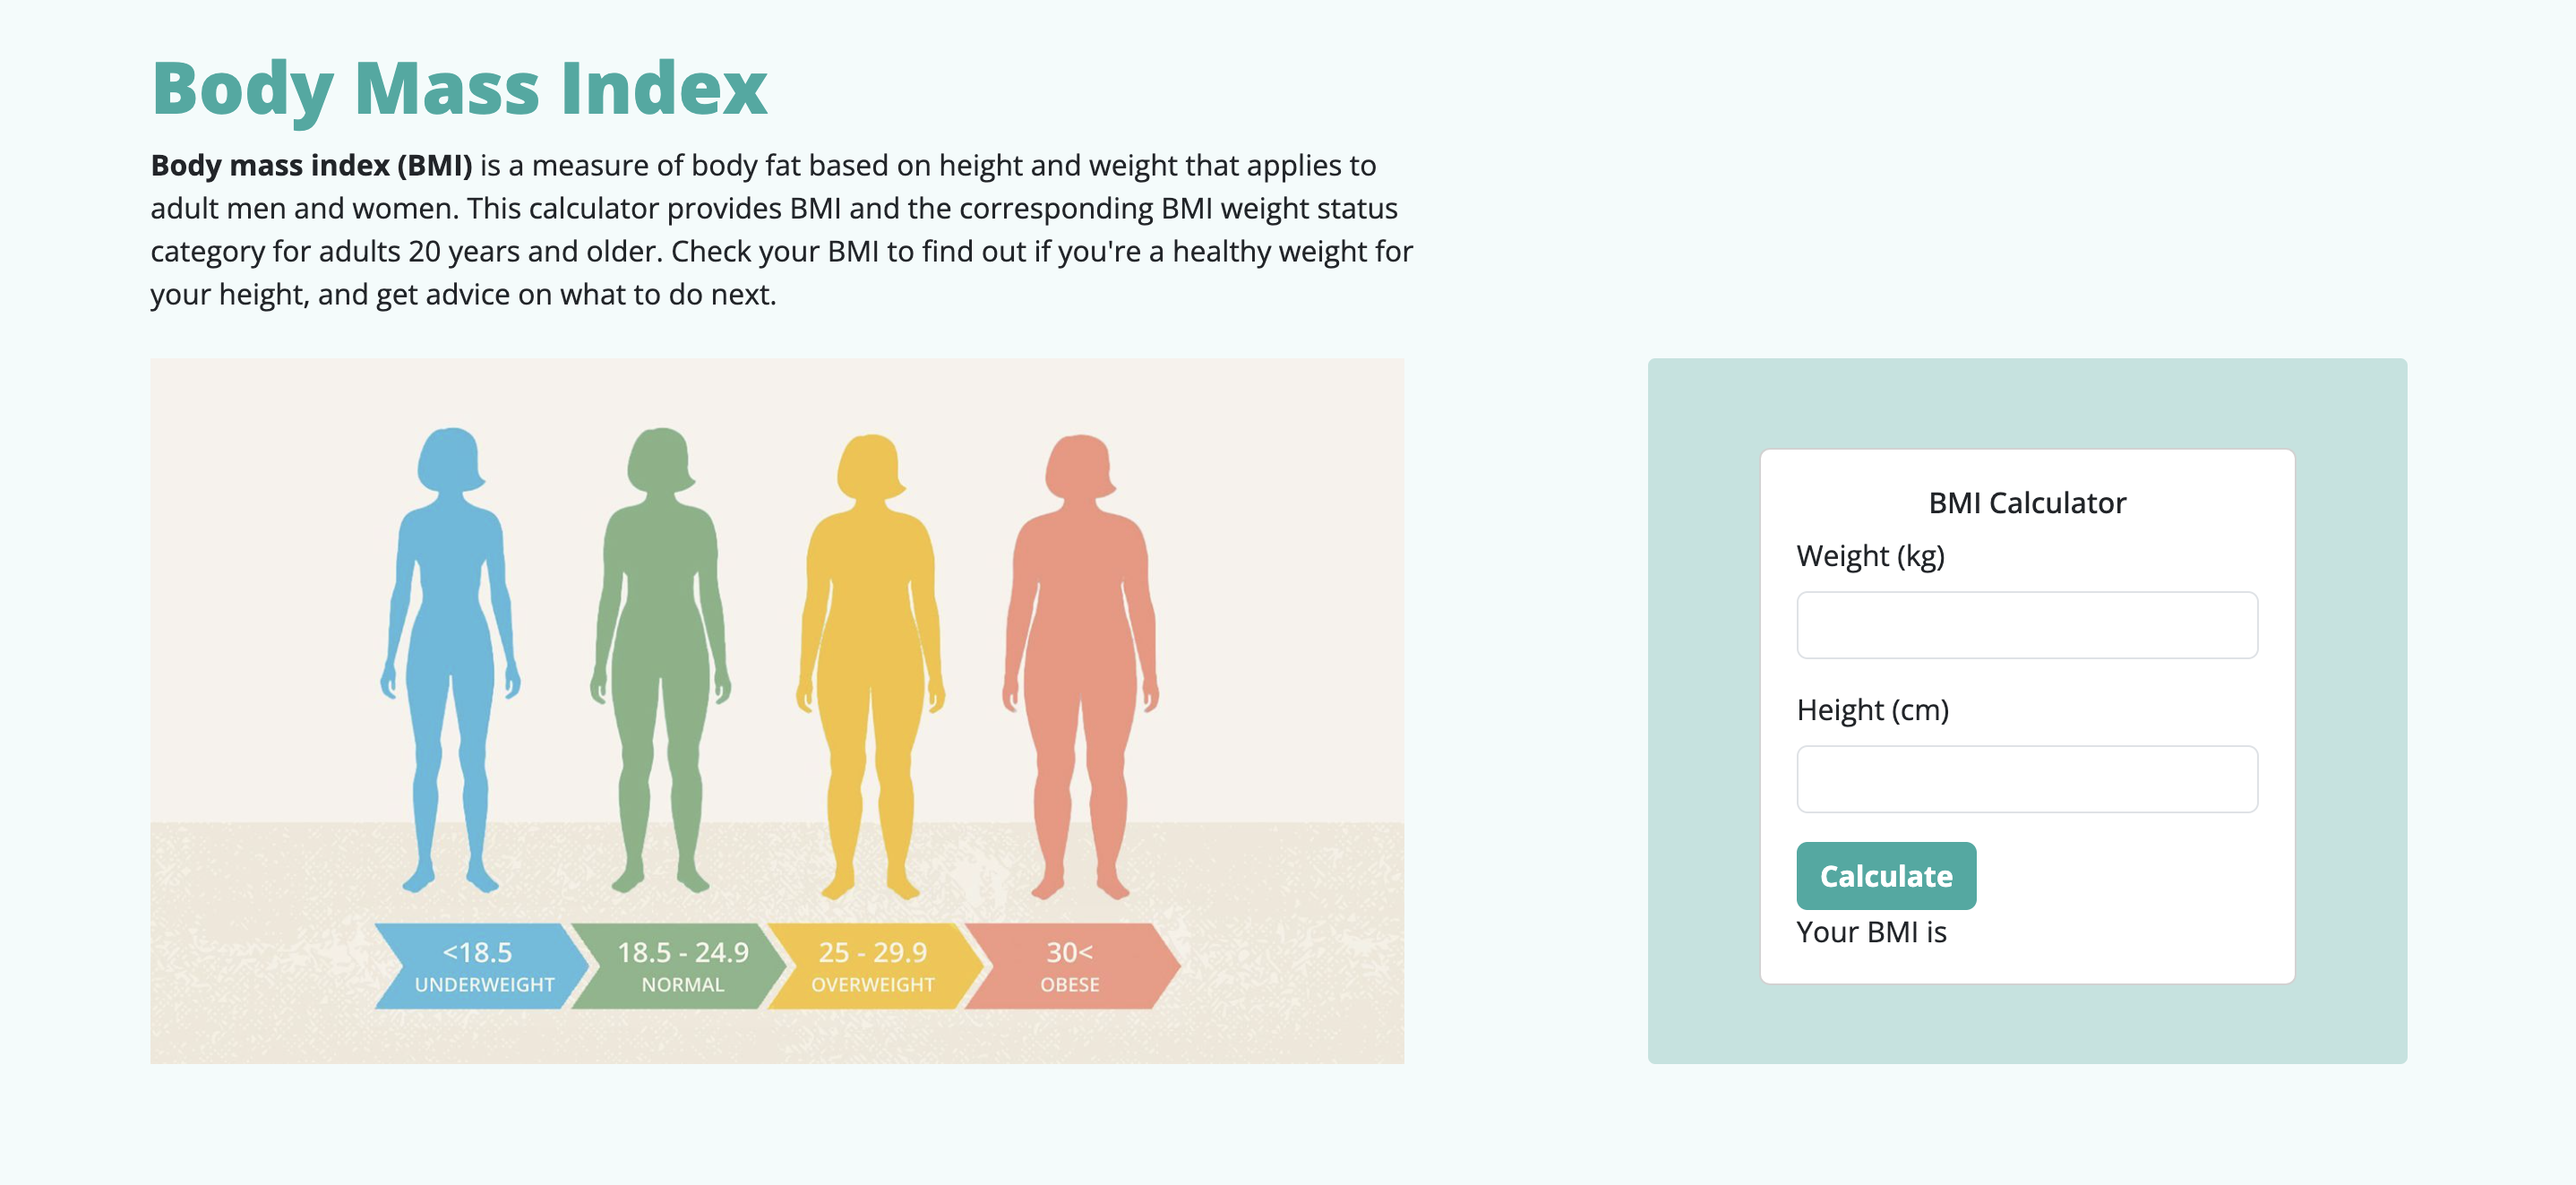 Body Mass Index
Body mass index (BMI) is a measure of body fat based on height and weight that applies to
adult men and women. This calculator provides BMI and the corresponding BMI weight status
category for adults 20 years and older. Check your BMI to find out if you're a healthy weight for
your height, and get advice on what to do next.
<18.5
UNDERWEIGHT
18.5 - 24.9
NORMAL
25 - 29.9
OVERWEIGHT
30<
OBESE
BMI Calculator
Weight (kg)
Height (cm)
Calculate
Your BMI is